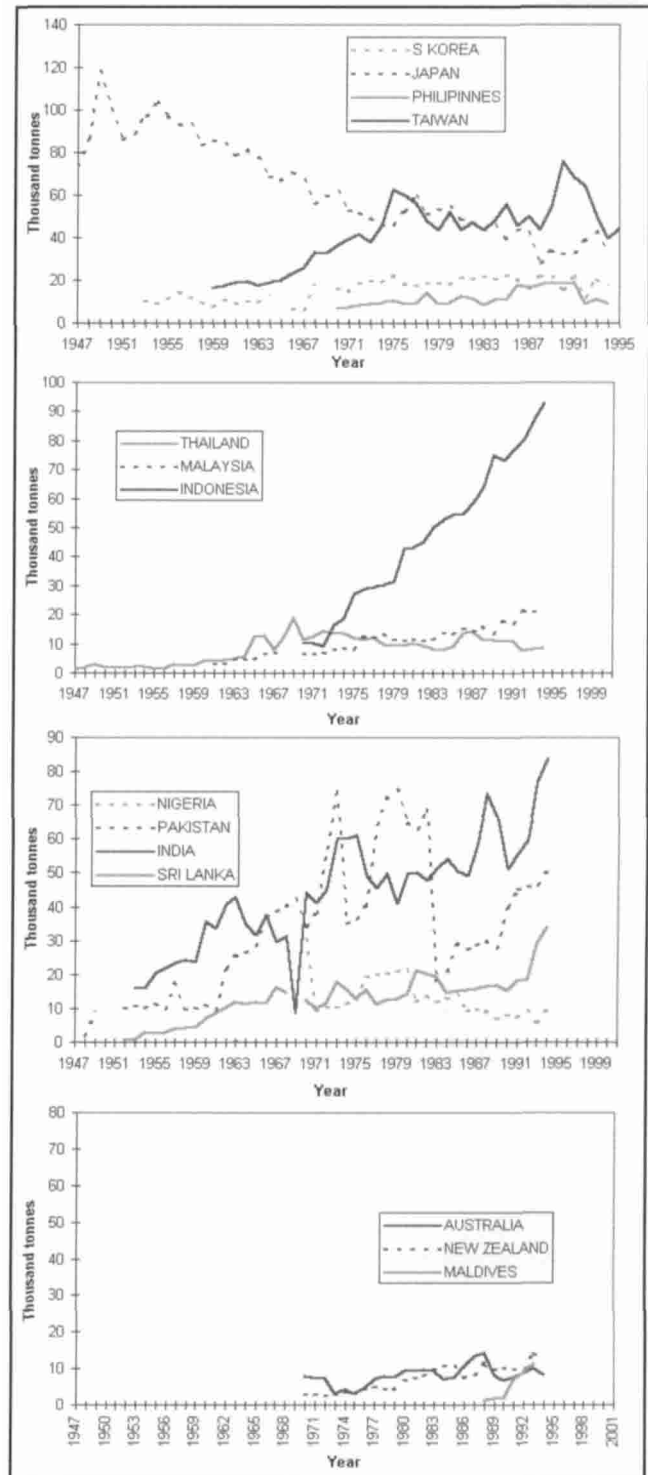 140
120
100
80
60
40
20
0
Thousand tonnes
S KOREA
JAPAN
PHILIPINNES
TAIWAN
1947 1951 1955 1959 1963 1967 1971 1975 1979 1983 1987 1991 1995
Year
100
90
80
70
60
50
40
30
20
10
0
Thousand tonnes
THAILAND
MALAYSIA
INDONESIA
1947 1951 1955 1959 1963 1967 1971 1975 1979 1983 1987 1991 1995 1999
Year
90
80
70
60
50
40
30
20
10
0
Thousand tonnes
NIGERIA
PAKISTAN
INDIA
SRI LANKA
1947 1951 1955 1959 1963 1967 1971 1975 1979 1983 1987 1991 1995 1999
Year
80
70
60
50
40
30
20
10
0
Thousand tonnes
AUSTRALIA
NEW ZEALAND
MALDIVES
1947 1950 1953 1956 1959 1962 1965 1968 1971 1974 1977 1980 1983 1986 1989 1992 1995 1998 2001
Year